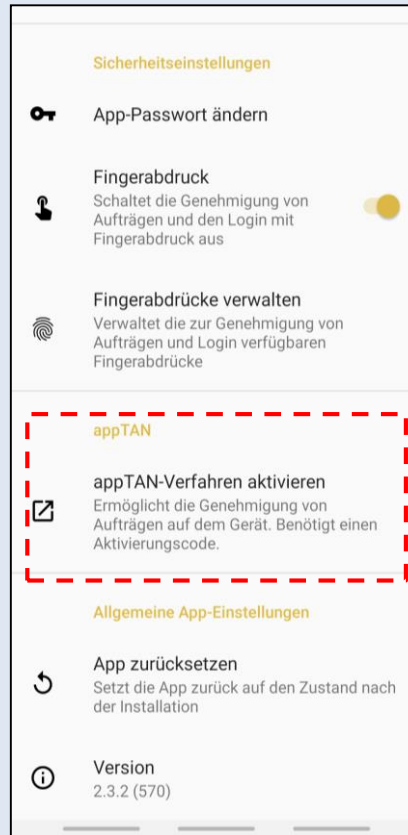 Sicherheitseinstellungen
App-Passwort ändern
Fingerabdruck
Schaltet die Genehmigung von
Aufträgen und den Login mit
Fingerabdruck aus
Fingerabdrücke verwalten
Verwaltet die zur Genehmigung von
Aufträgen und Login verfügbaren
Fingerabdrücke
appTAN
appTAN-Verfahren aktivieren
Ermöglicht die Genehmigung von
Aufträgen auf dem Gerät. Benötigt einen
Aktivierungscode.
Allgemeine App-Einstellungen
App zurücksetzen
Setzt die App zurück auf den Zustand nach
der Installation
Version
2.3.2 (570)